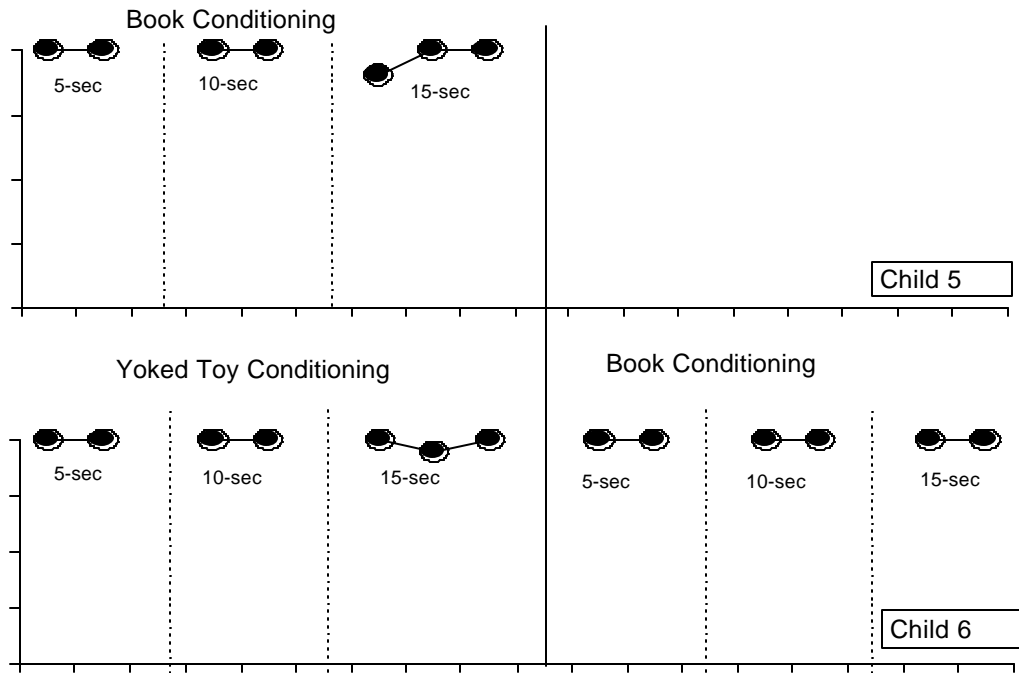 Book Conditioning
5-sec
10-sec
15-sec
Child 5
Yoked Toy Conditioning
Book Conditioning
5-sec
10-sec
15-sec
5-sec
10-sec
15-sec
Child 6